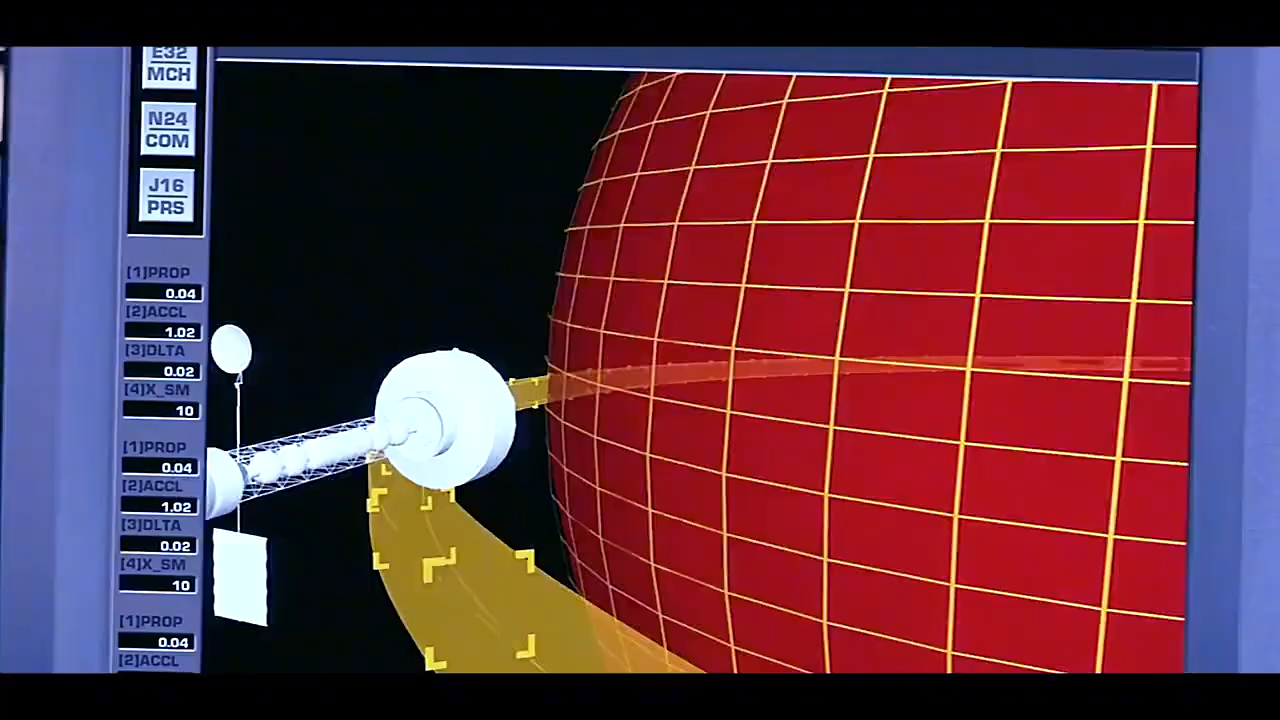 E32
MCH
N24
COM
J16
PRS
[1]PROP
0.04
[2]ACCL
1.02
[3]DLTA
0.02
[4]X_SM
10
[1]PROP
0.04
[2]ACCL
1.02
[3]DLTA
0.02
[4]X_SM
10
[1]PROP
0.04
[2]ACCL